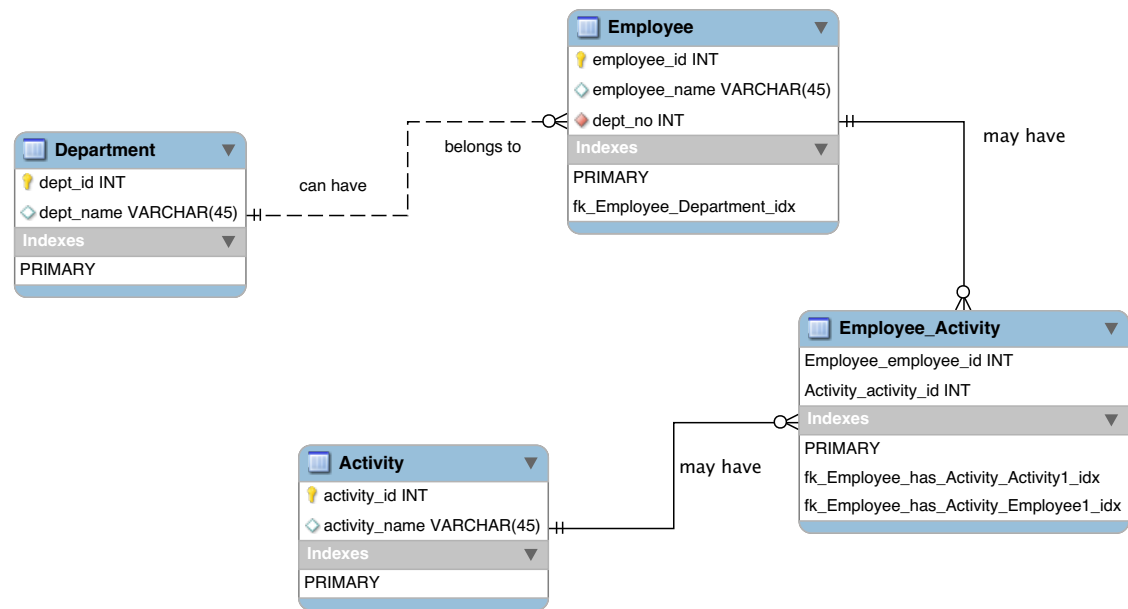 Employee
employee_id INT
employee_name VARCHAR(45)
dept_no INT
Indexes
PRIMARY
fk_Employee_Department_idx
belongs to
may have
Department
dept_id INT
dept_name VARCHAR(45)
Indexes
PRIMARY
can have
Employee_Activity
Employee_employee_id INT
Activity_activity_id INT
Indexes
PRIMARY
fk_Employee_has_Activity_Activity1_idx
fk_Employee_has_Activity_Employee1_idx
may have
Activity
activity_id INT
activity_name VARCHAR(45)
Indexes
PRIMARY